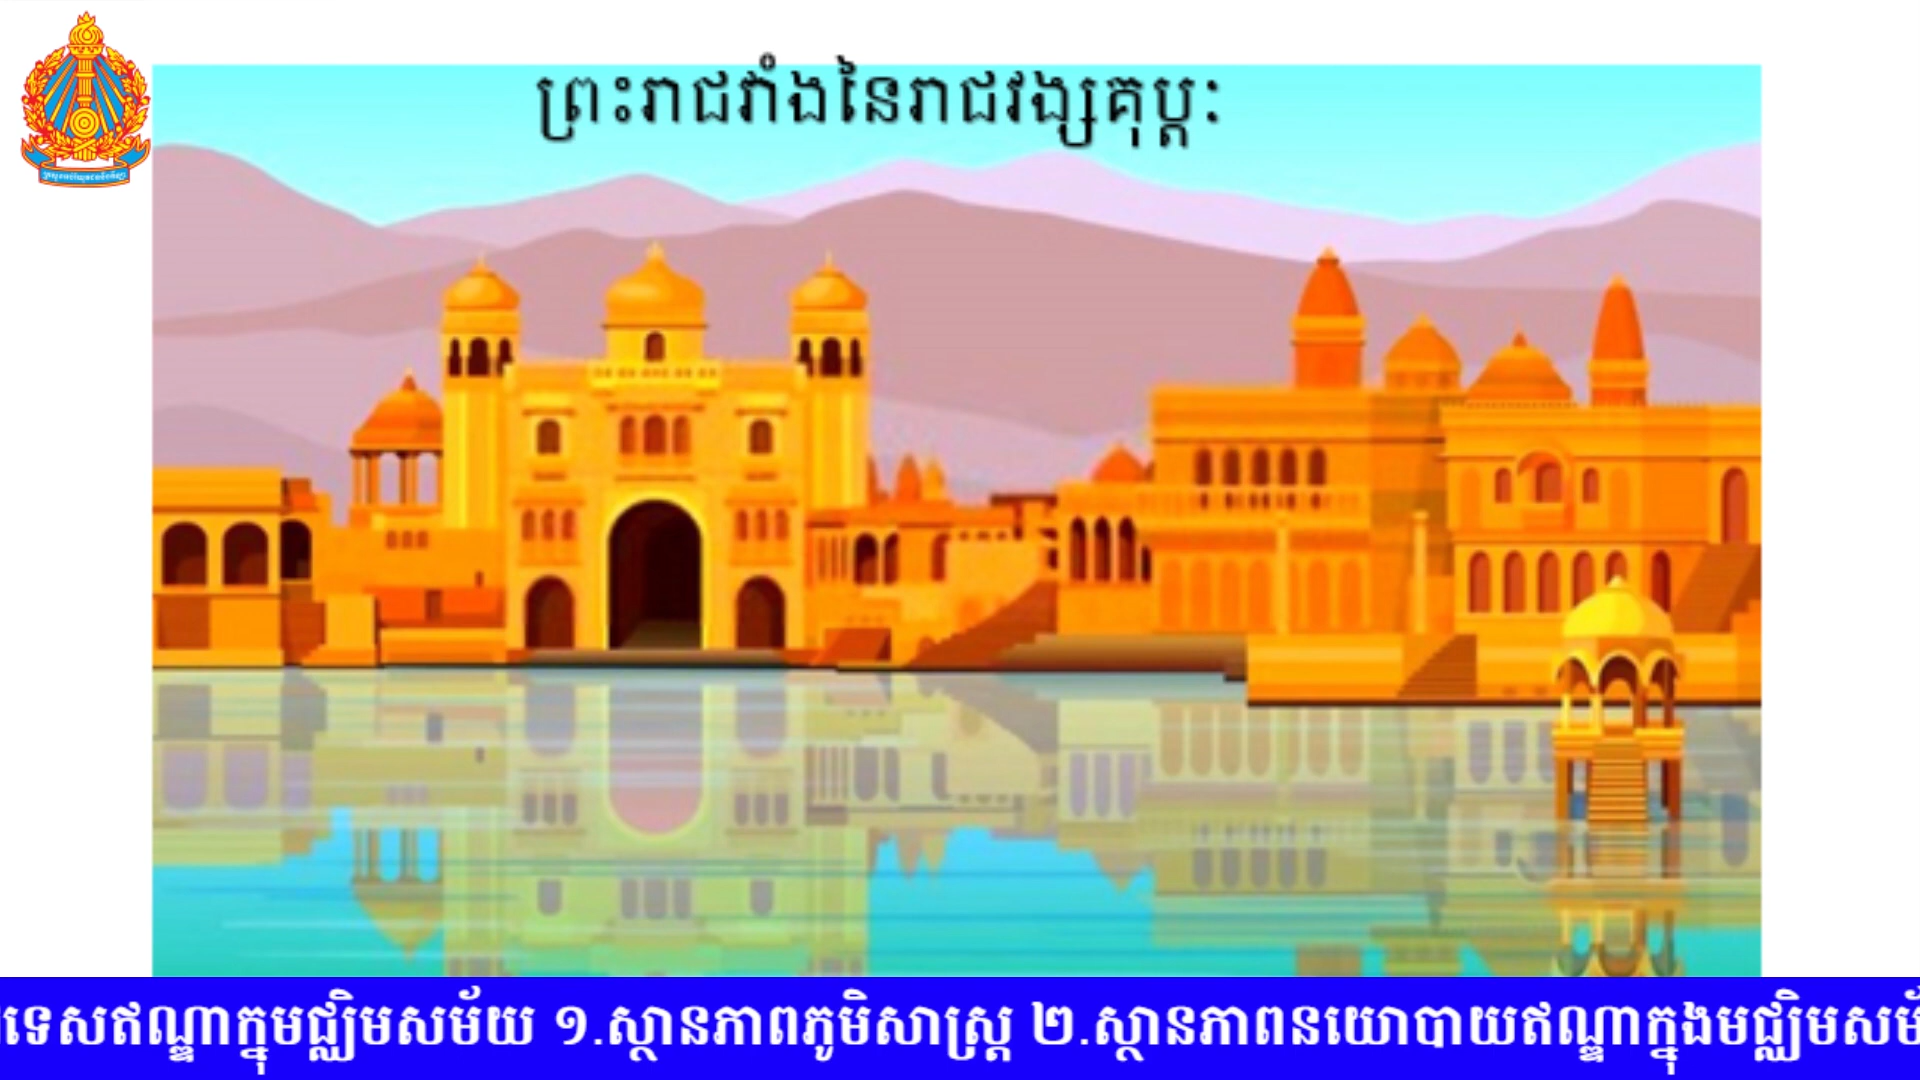 ព្រះរាជវាំងនៃរាជវង្សគុប្តៈ
ទេសឥណ្ឌាក្នុមជ្ឈិមសម័យ ១.ស្ថានភាពភូមិសាស្ត្រ ២.ស្ថានភាពនយោបាយឥណ្ឌាក្នុងមជ្ឈិមសម័